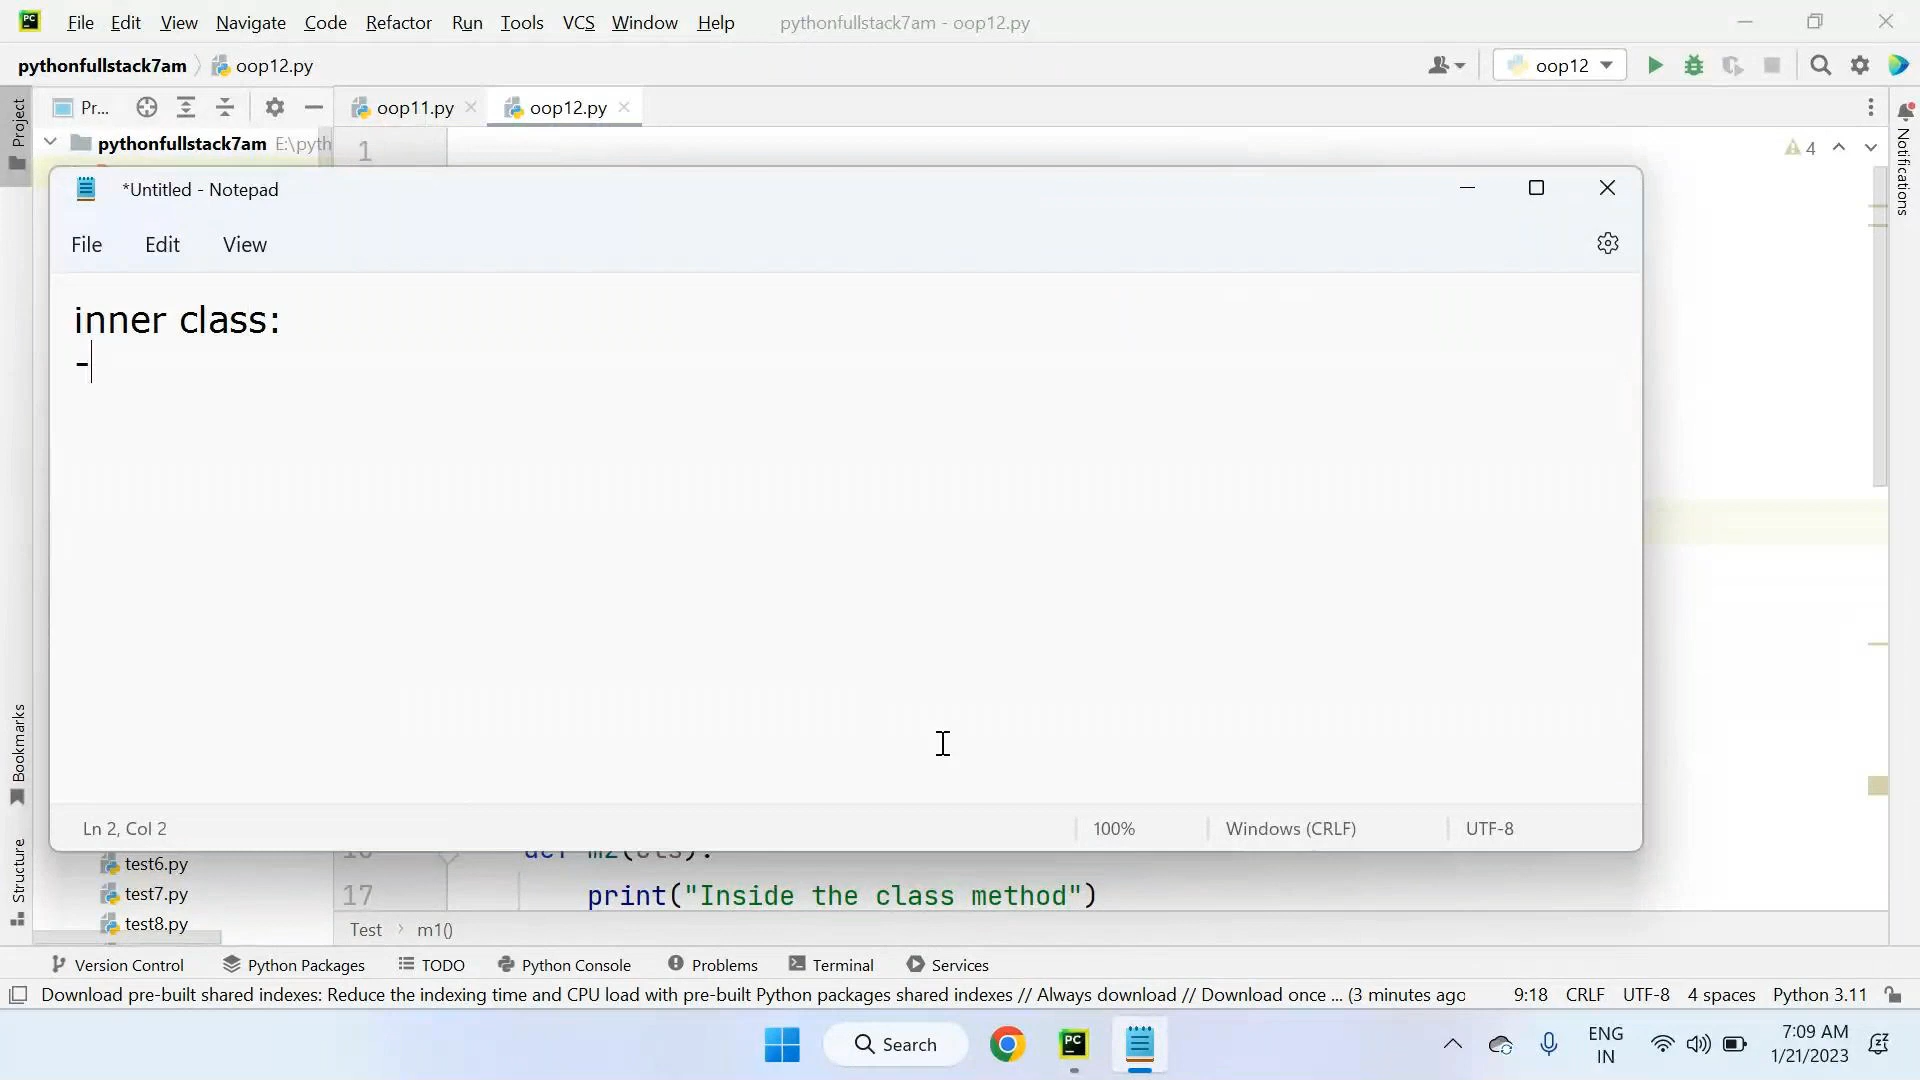 File Edit View Navigate Code Refactor Run Tools VCS Window Help pythonfullstack7am - oop12.py
pythonfullstack7am oop12.py oop12
Project Pr... oop11.py oop12.py
pythonfullstack7am E:\pyth 1 4
Notifications
*Untitled - Notepad
File Edit View
inner class:
-
Ln 2, Col 2 100% Windows (CRLF) UTF-8
Bookmarks
Structure
test6.py
test7.py 17 print("Inside the class method")
test8.py
Test m1()
Version Control Python Packages TODO Python Console Problems Terminal Services
Download pre-built shared indexes: Reduce the indexing time and CPU load with pre-built Python packages shared indexes // Always download // Download once ... (3 minutes ago 9:18 CRLF UTF-8 4 spaces Python 3.11
Search ENG 7:09 AM
IN 1/21/2023